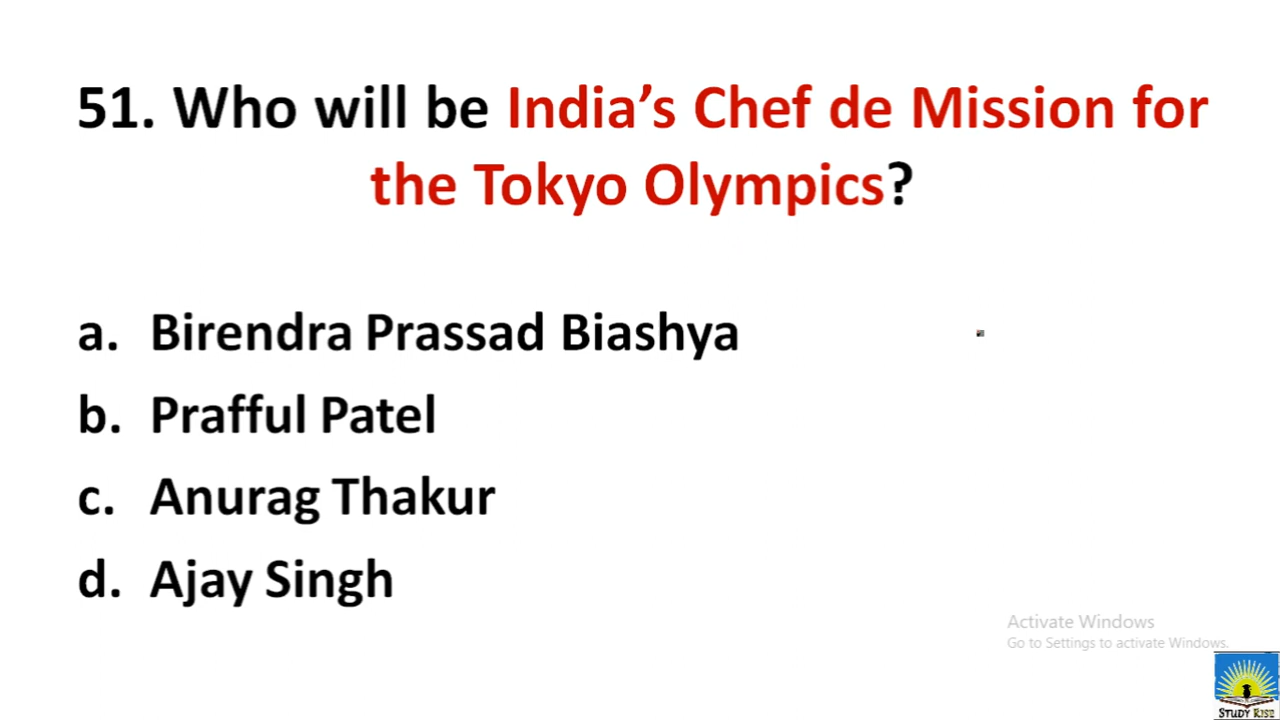 51. Who will be India’s Chef de Mission for
the Tokyo Olympics?
a. Birendra Prassad Biashya
b. Prafful Patel
c. Anurag Thakur
d. Ajay Singh
Activate Windows
Go to Settings to activate Windows.
STUDY RISE